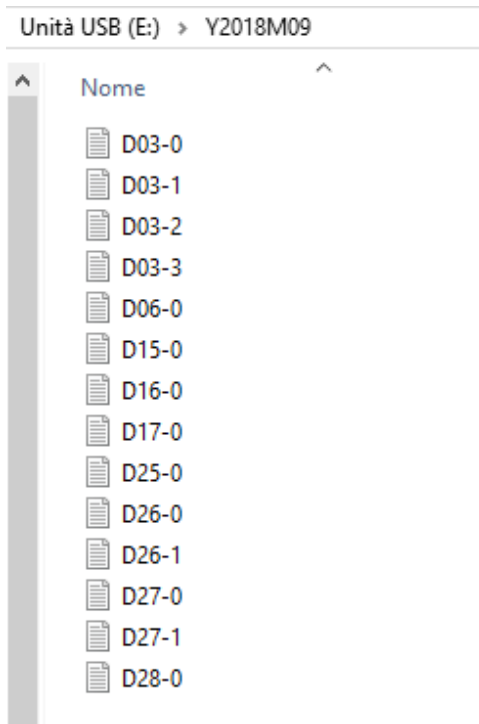 Unità USB (E:) > Y2018M09
Nome
D03-0
D03-1
D03-2
D03-3
D06-0
D15-0
D16-0
D17-0
D25-0
D26-0
D26-1
D27-0
D27-1
D28-0